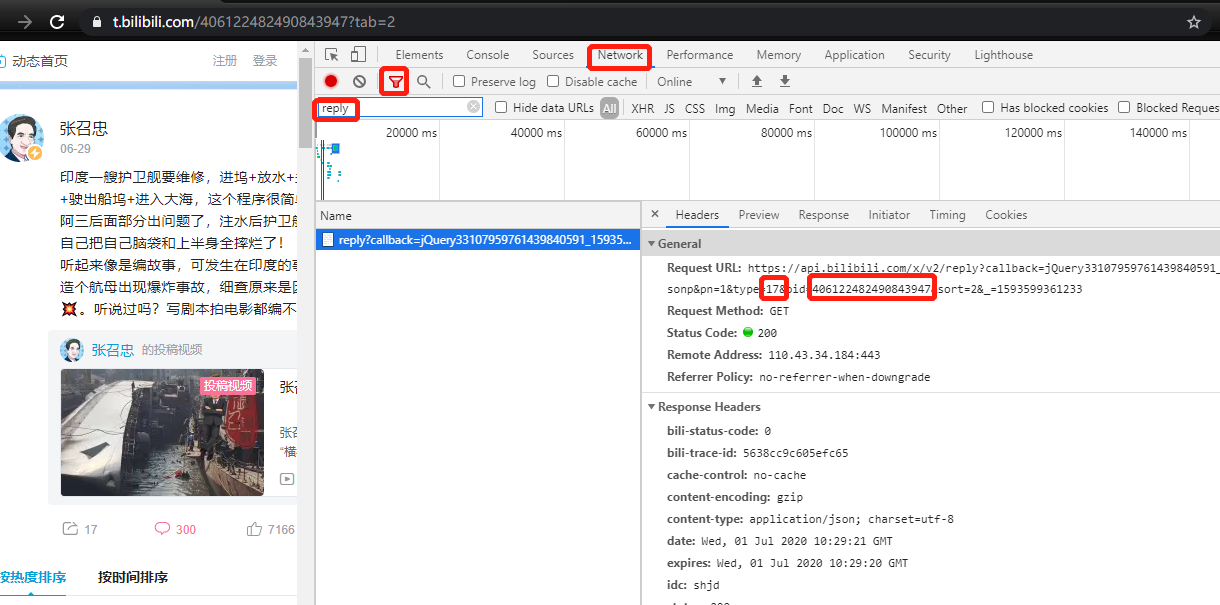 t.bilibili.com/406122482490843947?tab=2
动态首页 注册 登录
张召忠
06-29
印度一艘护卫舰要维修，进坞+放水+
+驶出船坞+进入大海，这个程序很简
阿三后面部分出问题了，注水后护卫
自己把自己脑袋和上半身全摔烂了！
听起来像是编故事，可发生在印度的
造个航母出现爆炸事故，细查原来是
💥。听说过吗？写剧本拍电影都编不
张召忠 的投稿视频
投稿视频
张
张召
“横
17 300 7166
按热度排序 按时间排序
Elements Console Sources Network Performance Memory Application Security Lighthouse
Preserve log Disable cache Online ▼
reply Hide data URLs All XHR JS CSS Img Media Font Doc WS Manifest Other Has blocked cookies Blocked Reques
20000 ms 40000 ms 60000 ms 80000 ms 100000 ms 120000 ms 140000 ms
Name
reply?callback=jQuery33107959761439840591_15935...
× Headers Preview Response Initiator Timing Cookies
▼ General
Request URL: https://api.bilibili.com/x/v2/reply?callback=jQuery33107959761439840591_
sonp&pn=1&type=17&oid=406122482490843947&sort=2&_=1593599361233
Request Method: GET
Status Code: 200
Remote Address: 110.43.34.184:443
Referrer Policy: no-referrer-when-downgrade
▼ Response Headers
bili-status-code: 0
bili-trace-id: 5638cc9c605efc65
cache-control: no-cache
content-encoding: gzip
content-type: application/json; charset=utf-8
date: Wed, 01 Jul 2020 10:29:21 GMT
expires: Wed, 01 Jul 2020 10:29:20 GMT
idc: shjd